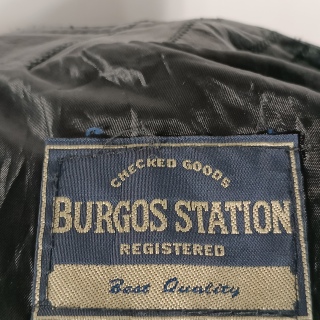 CHECKED GOODS
BURGOS STATION
REGISTERED
Best Quality